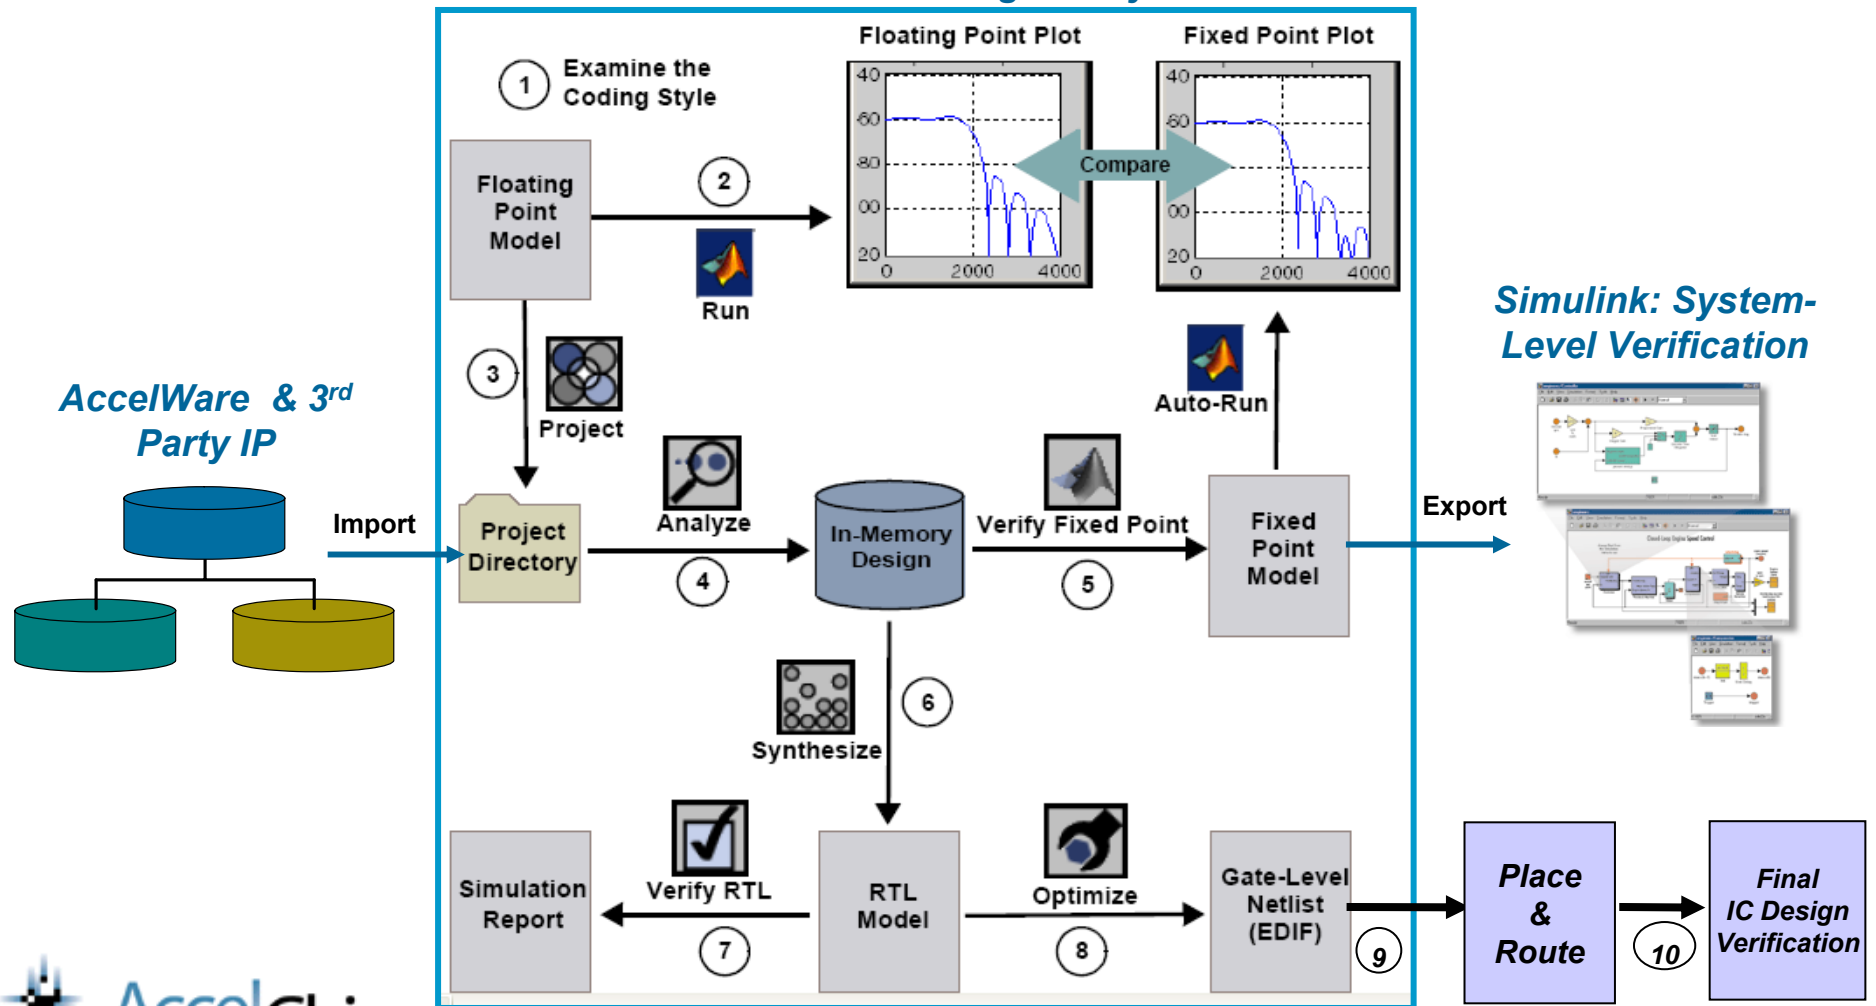 Floating Point Plot
Fixed Point Plot
1
Examine the
Coding Style
40
60
80
00
20
0
2000
4000
40
60
00
20
0
2000
4000
Compare
Floating
Point
Model
2
Run
3
Project
Auto-Run
Simulink: System-
Level Verification
AccelWare & 3rd
Party IP
Import
Project
Directory
Analyze
4
In-Memory
Design
Verify Fixed Point
5
Fixed
Point
Model
Export
Synthesize
6
Simulation
Report
Verify RTL
7
RTL
Model
Optimize
8
Gate-Level
Netlist
(EDIF)
9
Place
&
Route
10
Final
IC Design
Verification